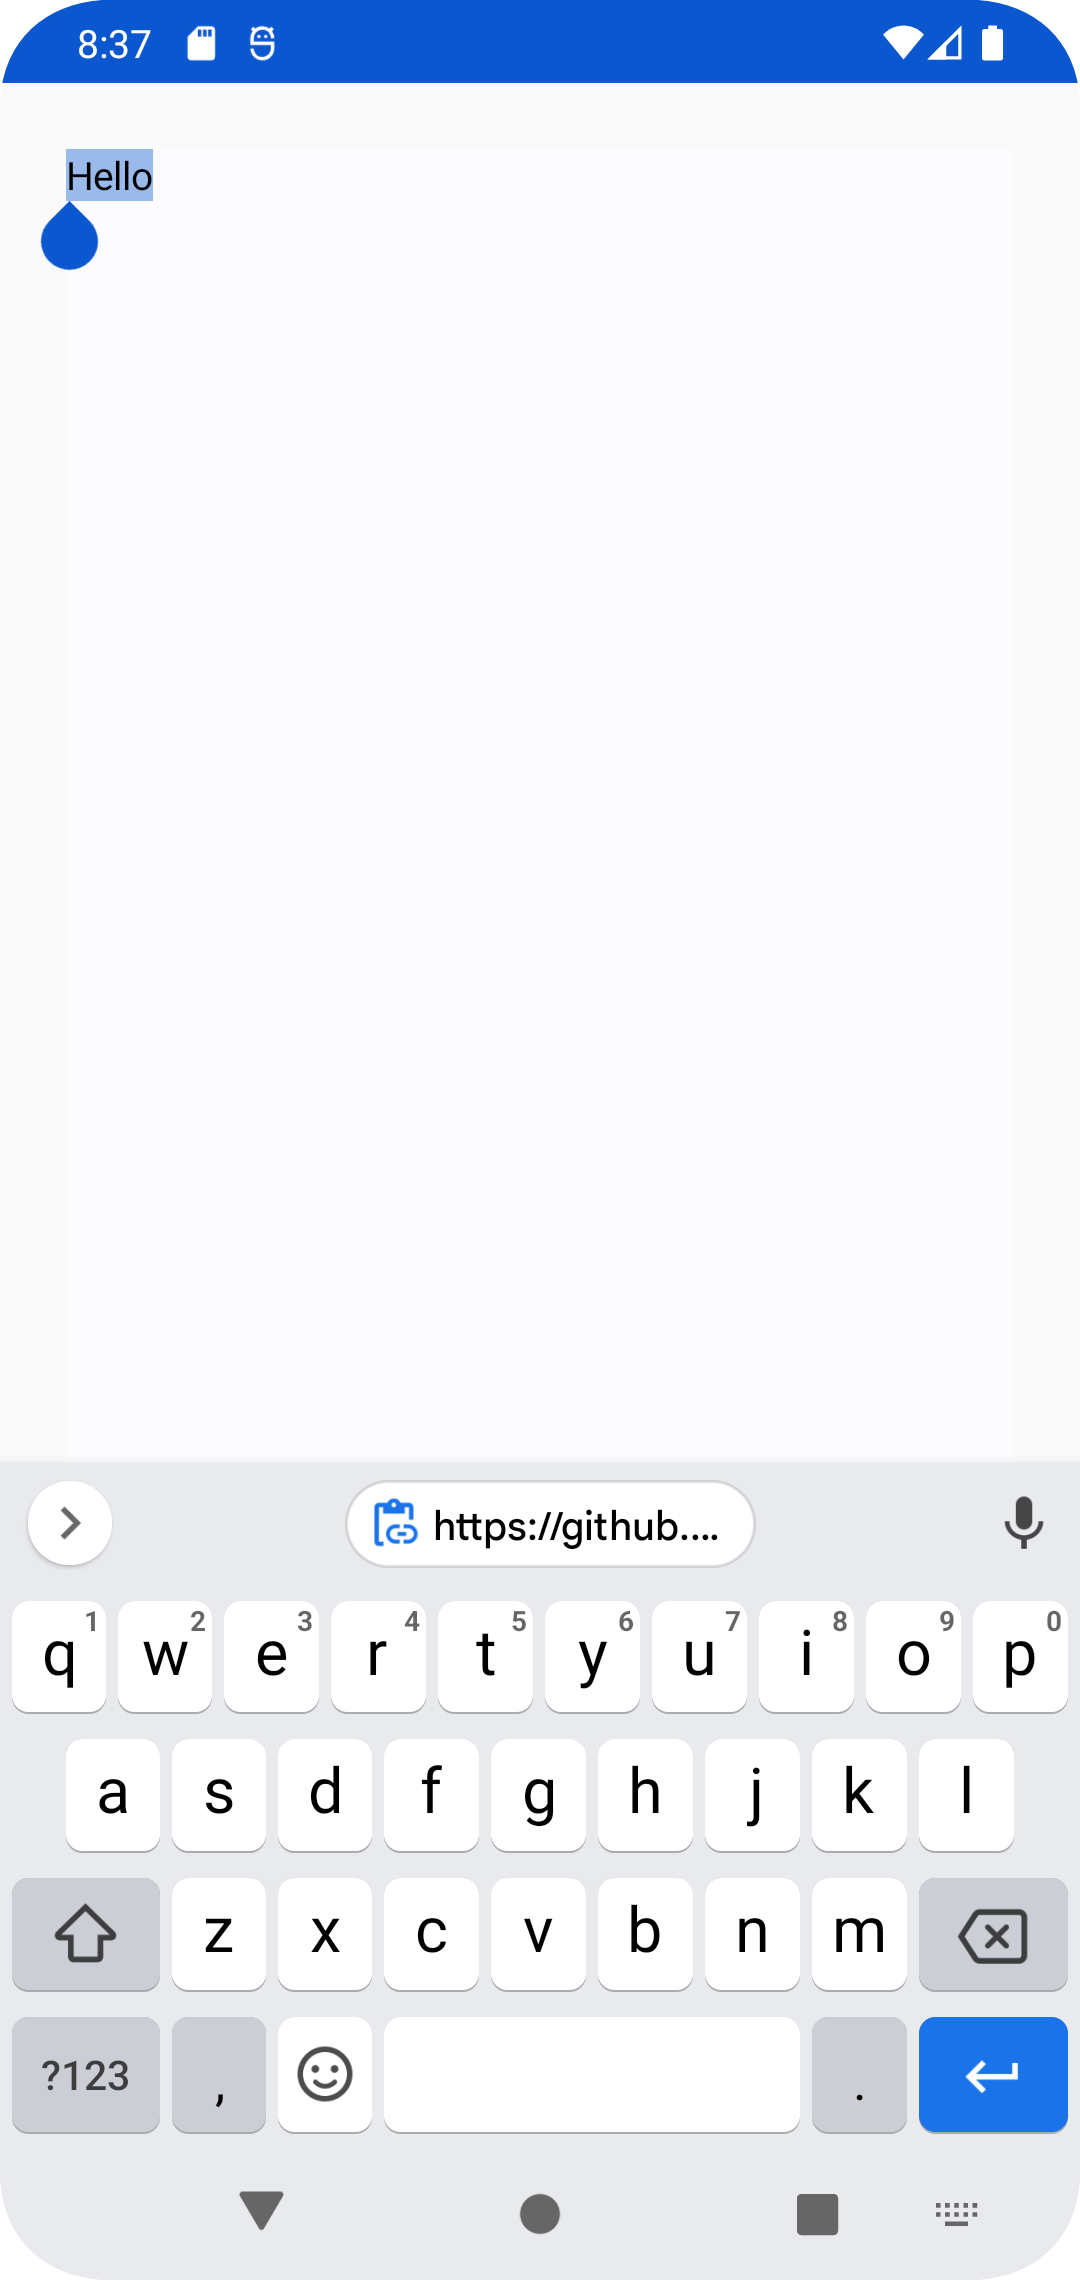 8:37
Hello
https://github....
q 1 w 2 e 3 r 4 t 5 y 6 u 7 i 8 o 9 p 0
a s d f g h j k l
z x c v b n m
?123 , .